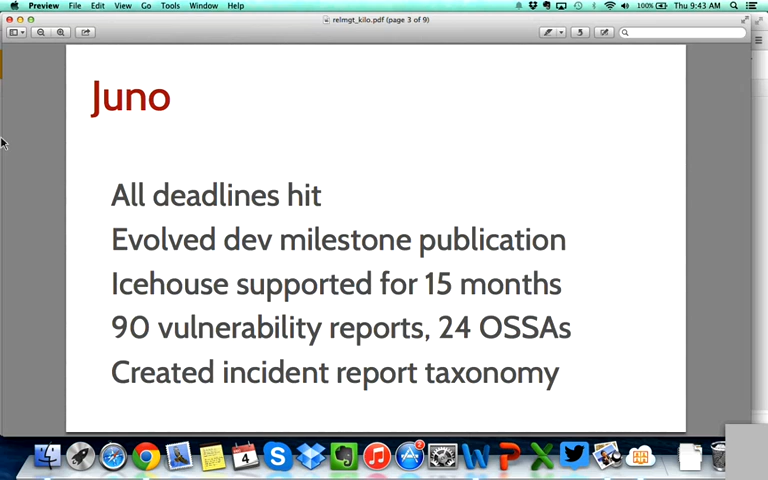 Preview File Edit View Go Tools Window Help 100% Thu 9:43 AM
relmgt_kilo.pdf (page 3 of 9)
Juno
All deadlines hit
Evolved dev milestone publication
Icehouse supported for 15 months
90 vulnerability reports, 24 OSSAs
Created incident report taxonomy
4